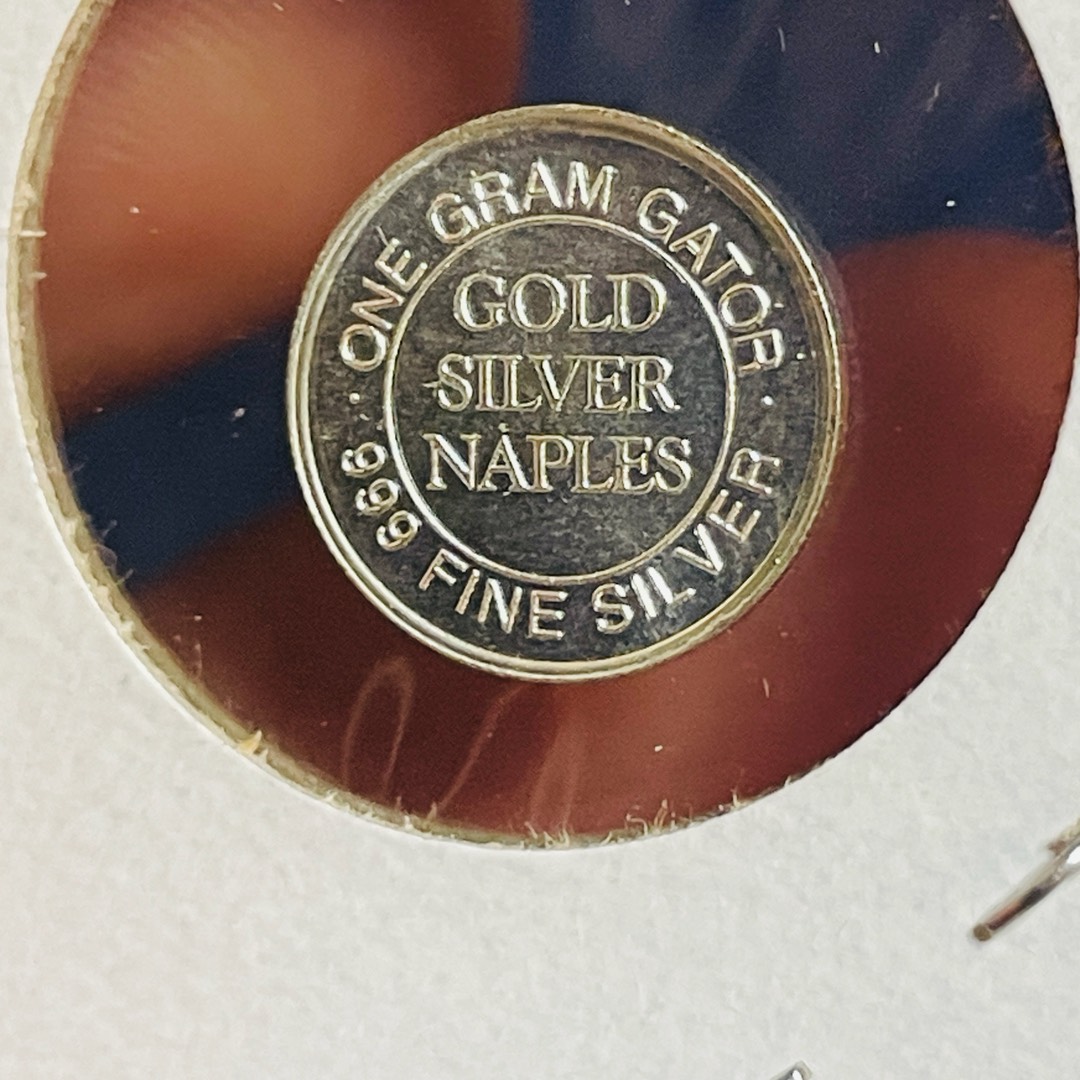 ONE GRAM GATOR
GOLD
SILVER
NAPLES
999 FINE SILVER